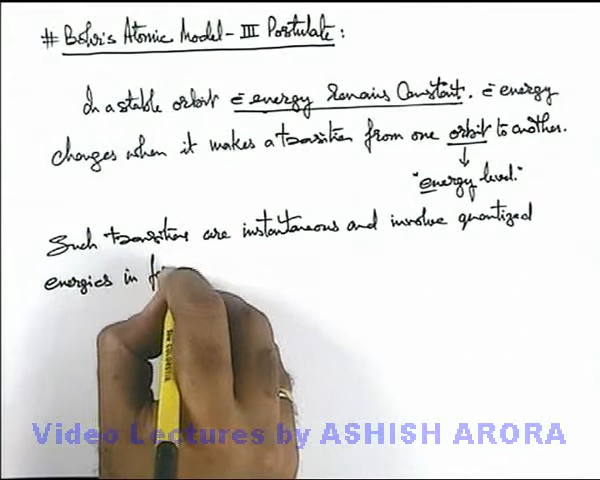 # Bohr's Atomic Model - III Postulate :
In a stable orbit ē energy remains constant. ē energy
changes when it makes a transition from one orbit to another.
↓
"energy level."
Such transitions are instantaneous and involve quantized
energies in
Video Lectures by ASHISH ARORA